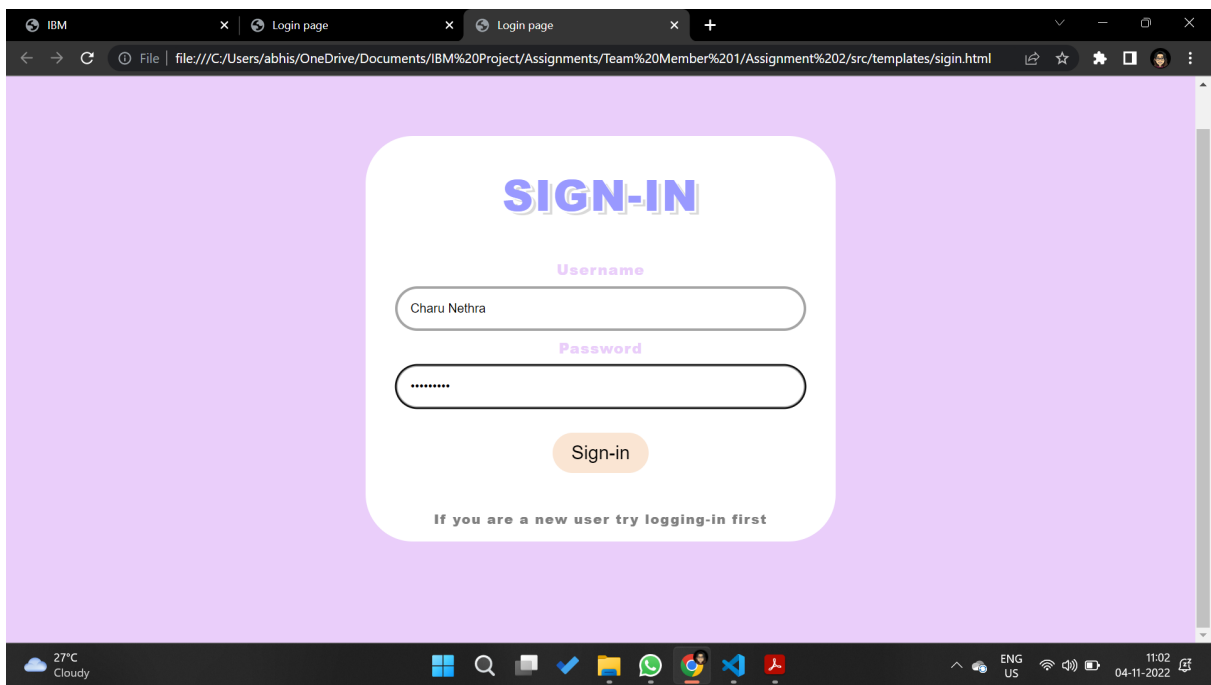 IBM
Login page
Login page
File
file:///C:/Users/abhis/OneDrive/Documents/IBM%20Project/Assignments/Team%20Member%201/Assignment%202/src/templates/sigin.html
SIGN-IN
Username
Charu Nethra
Password
•••••••••
Sign-in
If you are a new user try logging-in first
27°C
Cloudy
ENG
US
11:02
04-11-2022